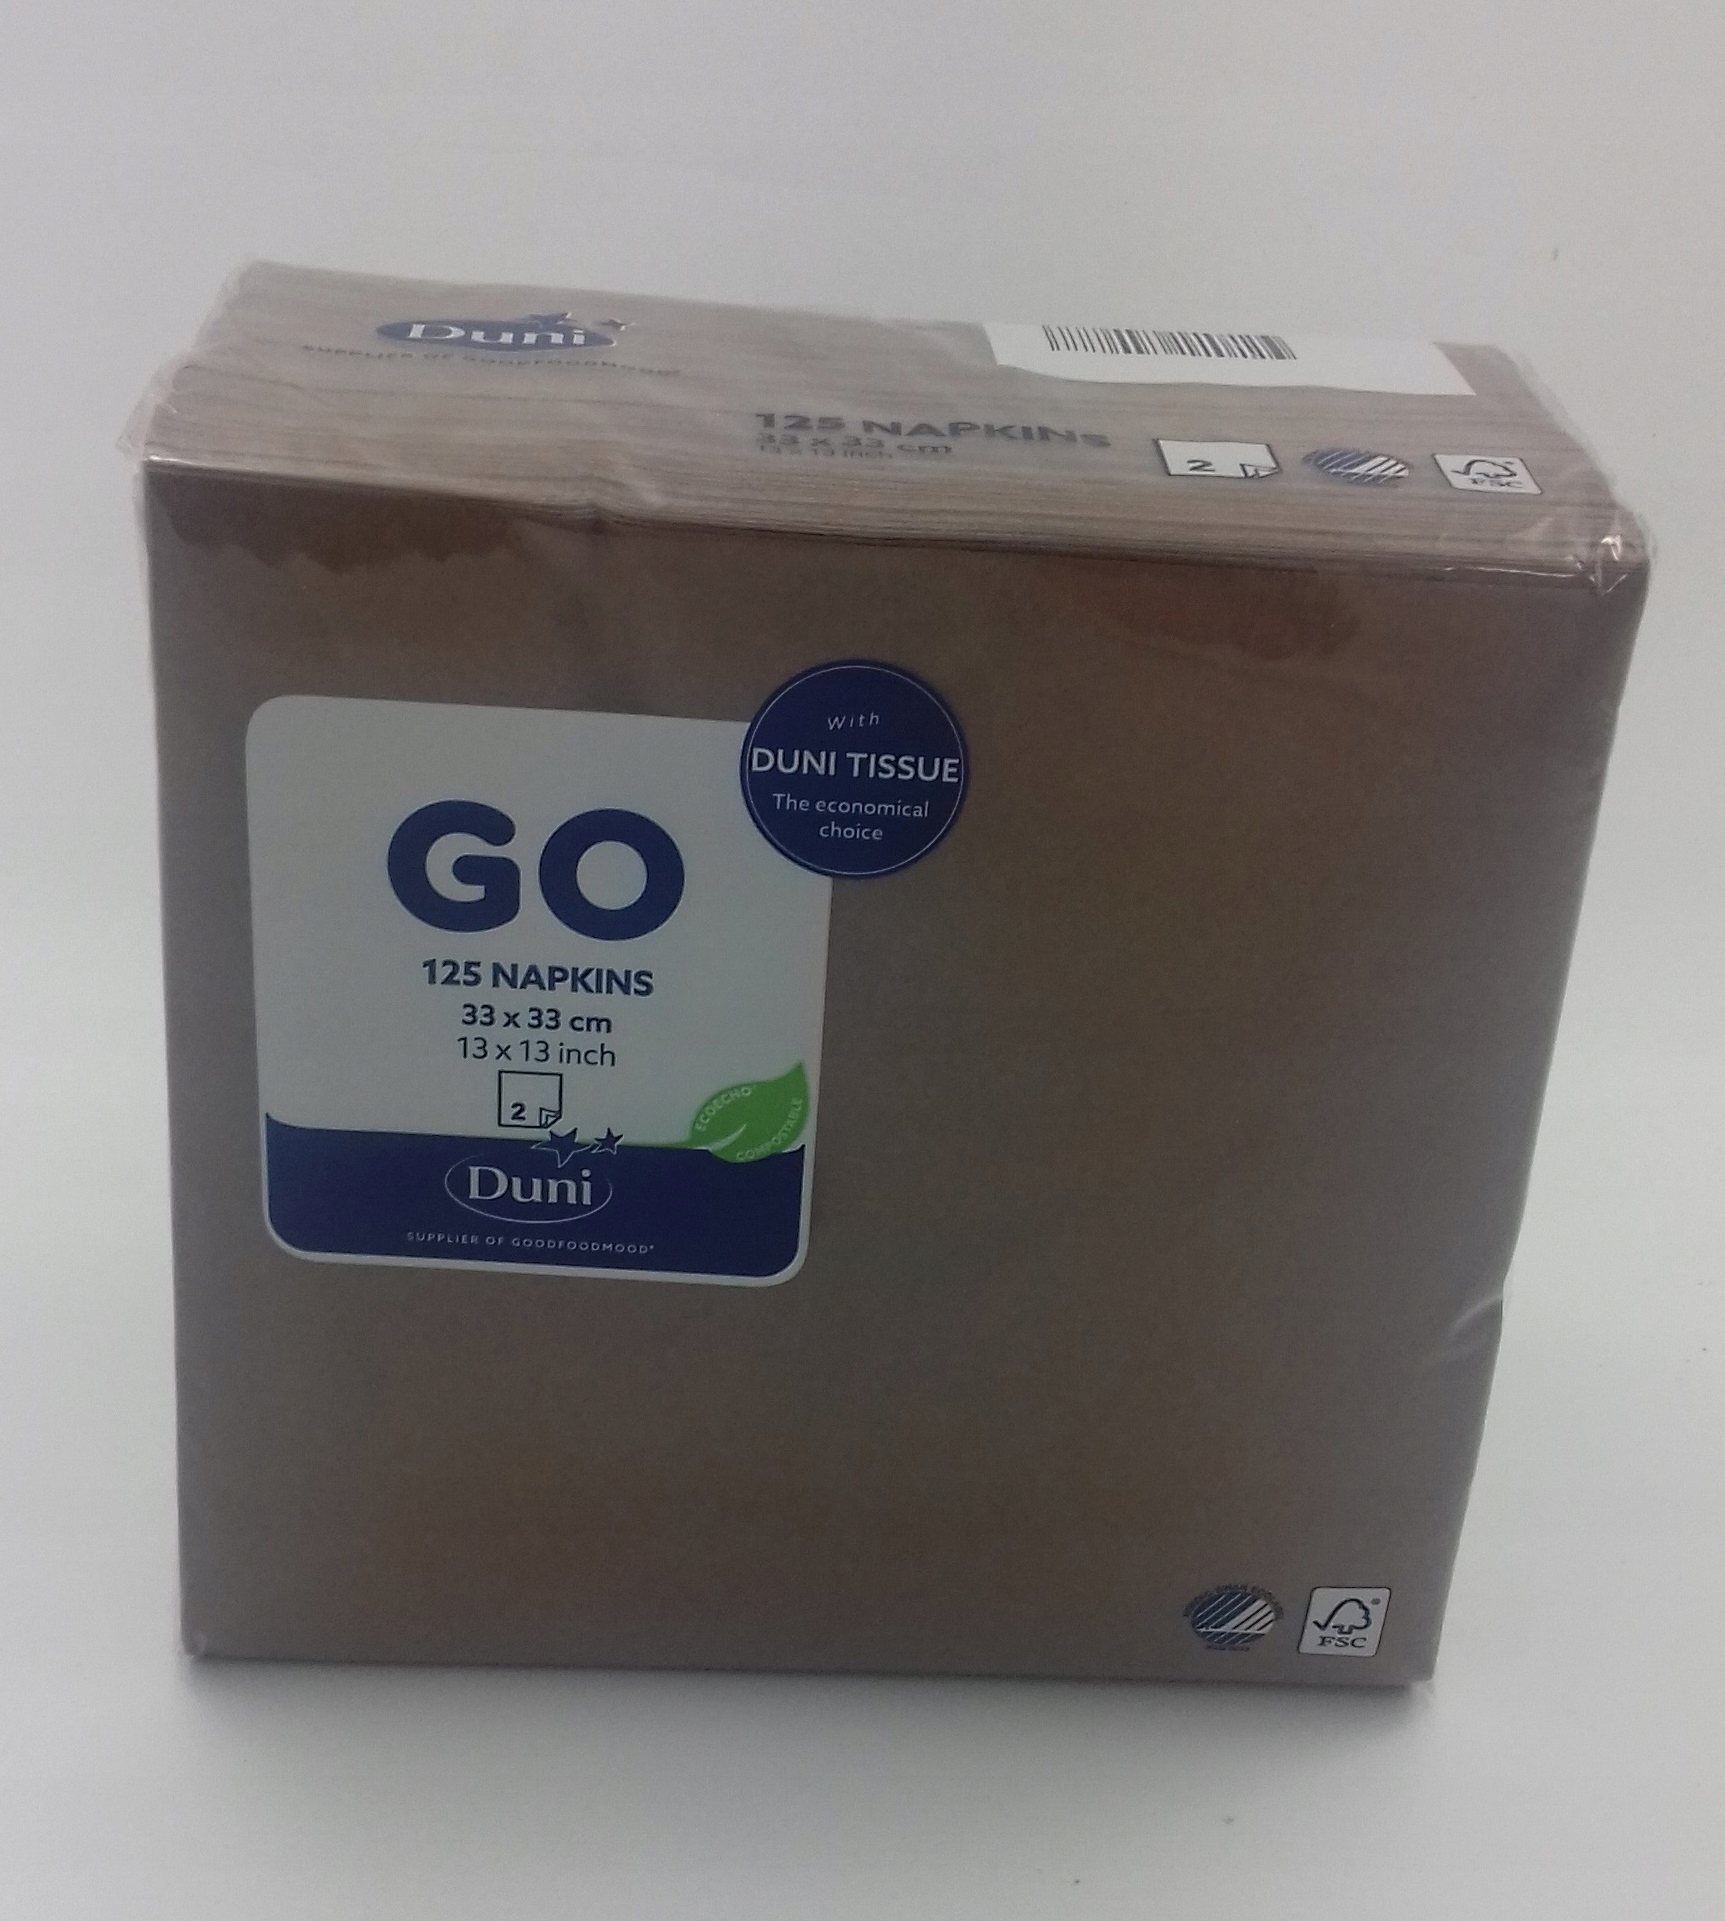 Duni
SUPPLIER OF GOODFOODMOOD®
125 NAPKINS
33 x 33 cm
13 x 13 inch
2
FSC
With
DUNI TISSUE
The economical
choice
GO
125 NAPKINS
33 x 33 cm
13 x 13 inch
2
ECOECHO®
COMPOSTABLE
Duni
SUPPLIER OF GOODFOODMOOD®
FSC